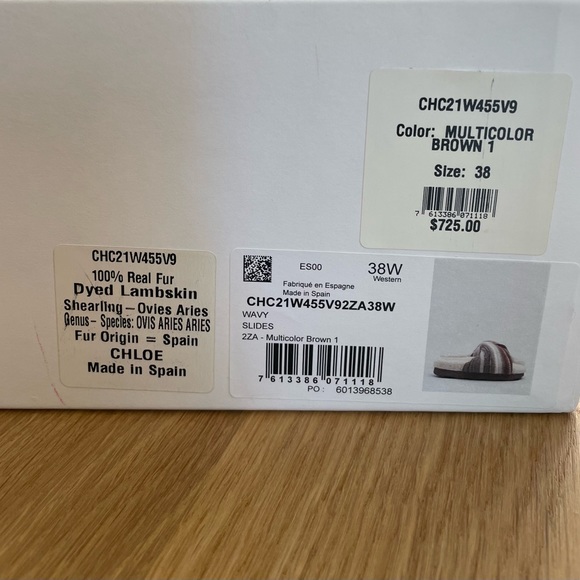 CHC21W455V9
Color: MULTICOLOR
BROWN 1
Size: 38
7 613386 071118
$725.00
CHC21W455V9
100% Real Fur
Dyed Lambskin
Shearling- Ovies Aries
Genus- Species: OVIS ARIES ARIES
Fur Origin = Spain
CHLOE
Made in Spain
ES00
38W
Western
Fabriqué en Espagne
Made in Spain
CHC21W455V92ZA38W
WAVY
SLIDES
2ZA - Multicolor Brown 1
7 613386 071118
PO : 6013968538